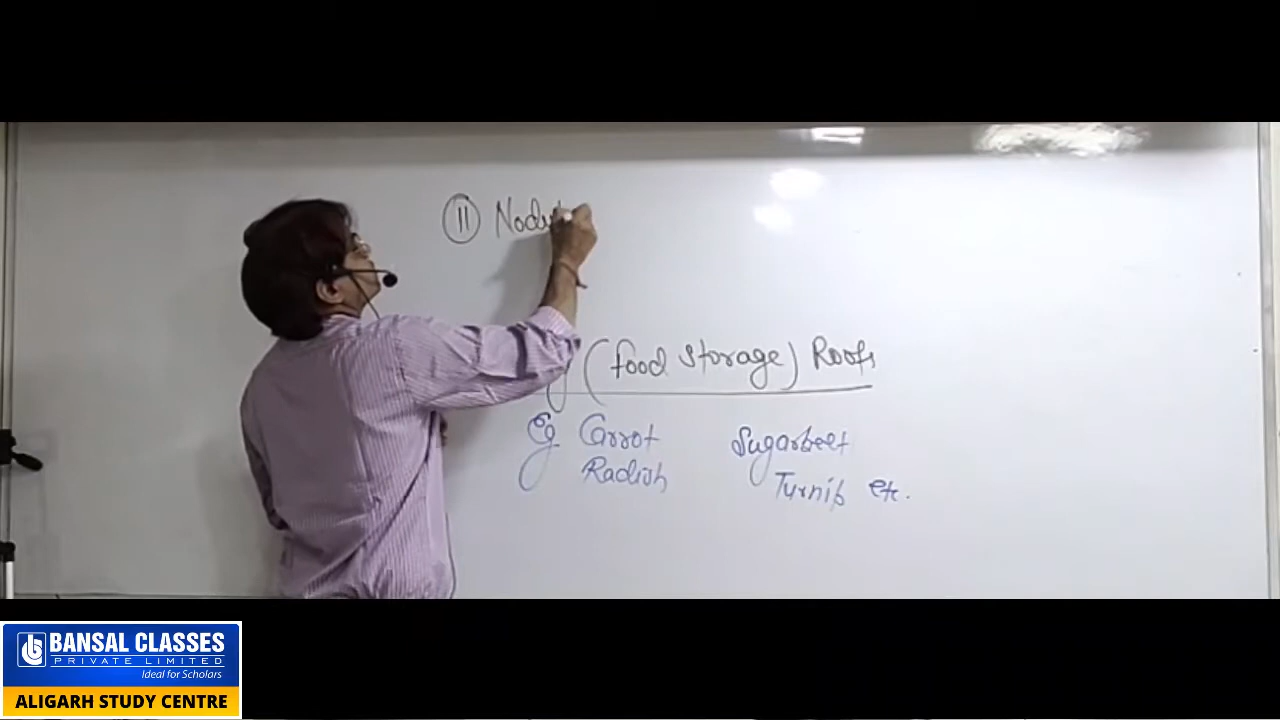 11
(food storage) Roots
Eg Carrot Sugarbeet
Radish Turnip etc.
BANSAL CLASSES
PRIVATE LIMITED
Ideal for Scholars
ALIGARH STUDY CENTRE